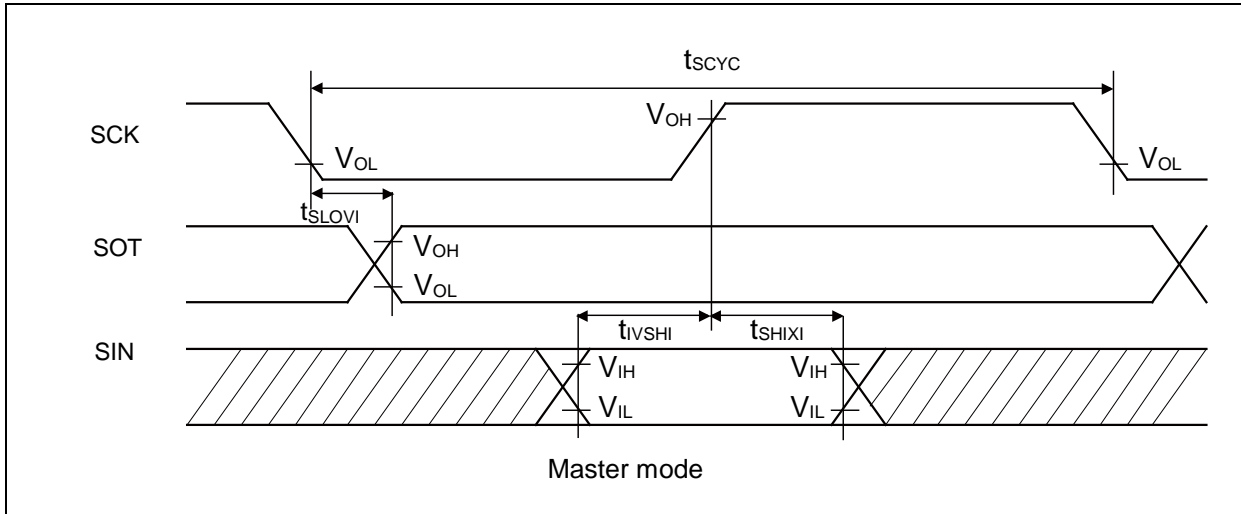 tSCYC
SCK
VOH
VOL
VOL
tSLOVI
SOT
VOH
VOL
tIVSHI
tSHIXI
SIN
VIH
VIH
VIL
VIL
Master mode